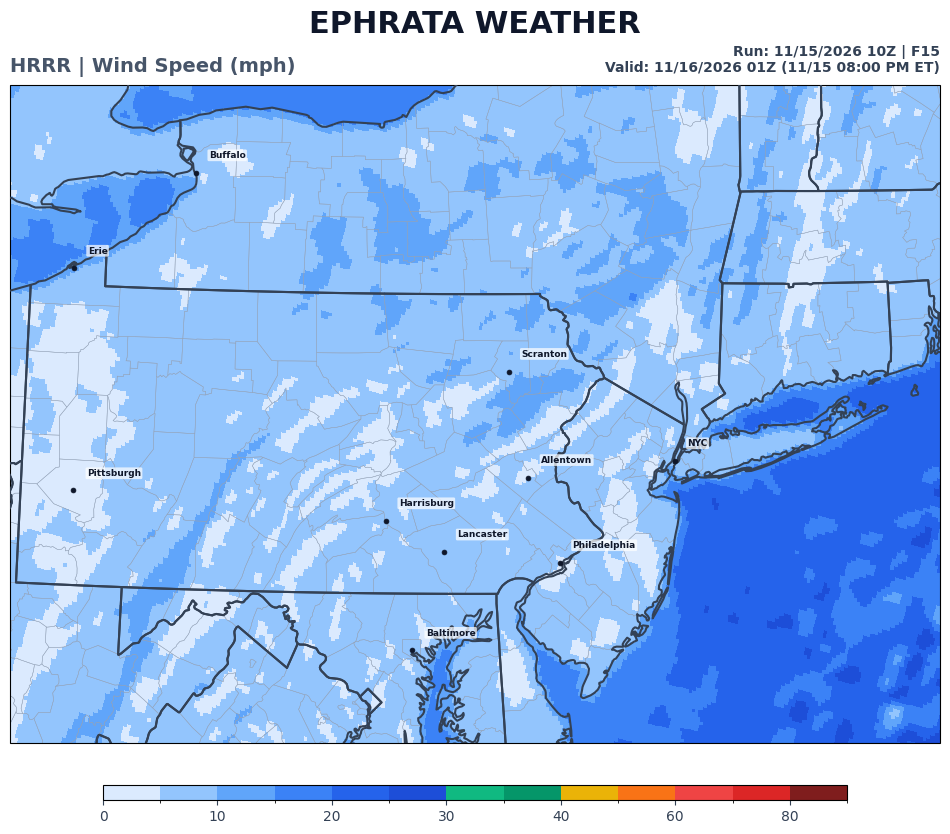 EPHRATA WEATHER
HRRR | Wind Speed (mph)
Run: 11/15/2026 10Z | F15
Valid: 11/16/2026 01Z (11/15 08:00 PM ET)
Buffalo
Erie
Scranton
NYC
Allentown
Pittsburgh
Harrisburg
Lancaster
Philadelphia
Baltimore
0 10 20 30 40 50 60 70 80